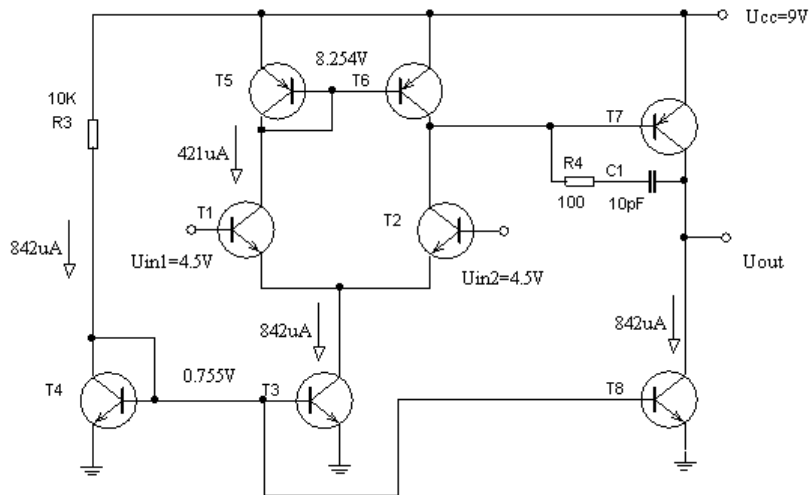 Ucc=9V
8.254V
T5
T6
10K
R3
T7
421uA
R4
C1
100
10pF
T1
T2
842uA
Uin1=4.5V
Uin2=4.5V
Uout
842uA
842uA
T4
0.755V
T3
T8